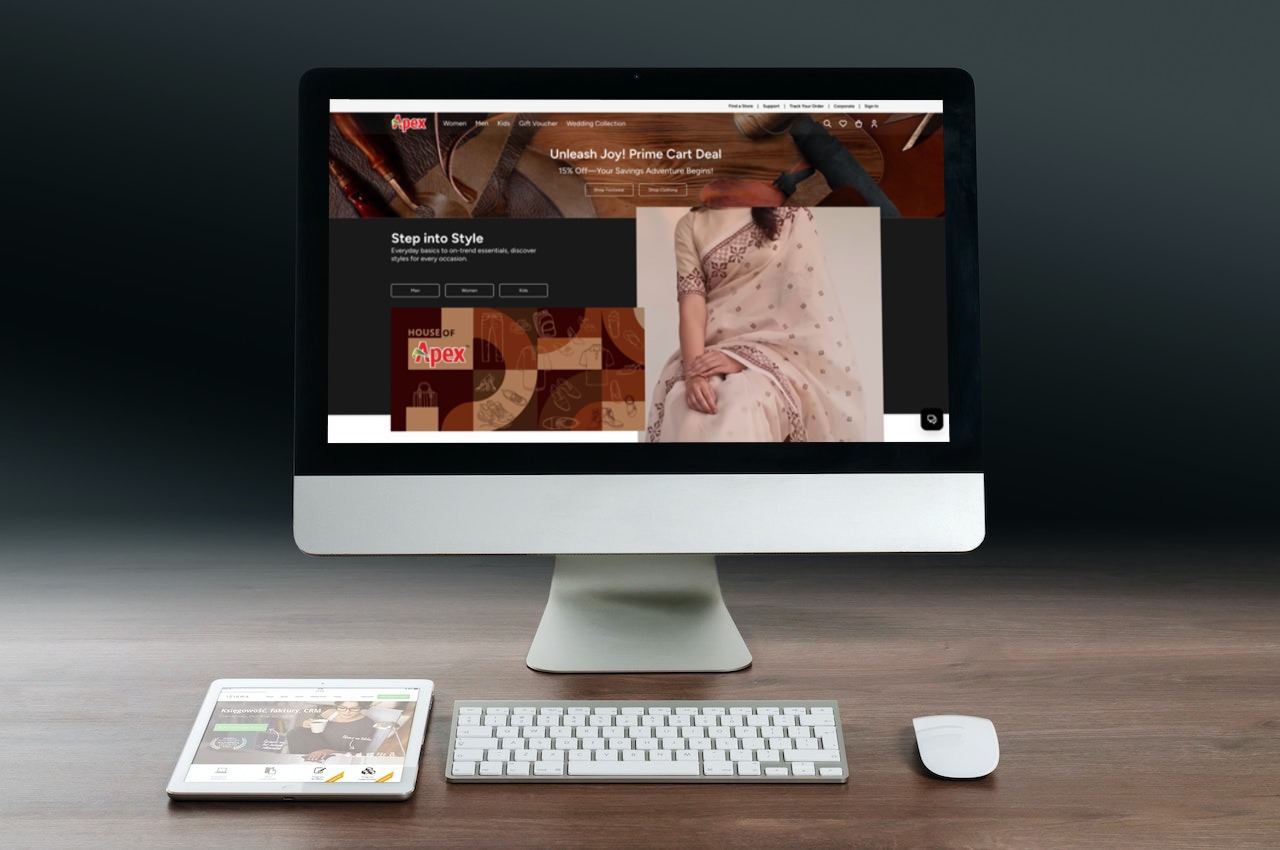 Find a Store | Support | Track Your Order | Corporate | Sign In
Apex Women Men Kids Gift Voucher Wedding Collection
Unleash Joy! Prime Cart Deal
15% Off—Your Savings Adventure Begins!
Shop Footwear Shop Clothing
Step into Style
Everyday basics to on-trend essentials, discover
styles for every occasion.
Men Women Kids
HOUSE OF
Apex
Księgowość, faktury, CRM